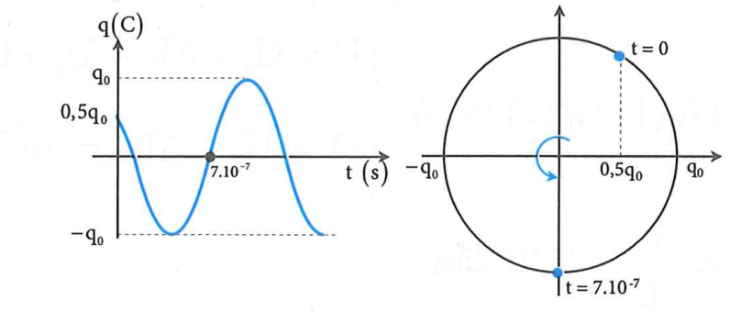 q(C)
q₀
0,5q₀
7.10⁻⁷
t (s)
−q₀
t = 0
−q₀
0,5q₀
q₀
t = 7.10⁻⁷